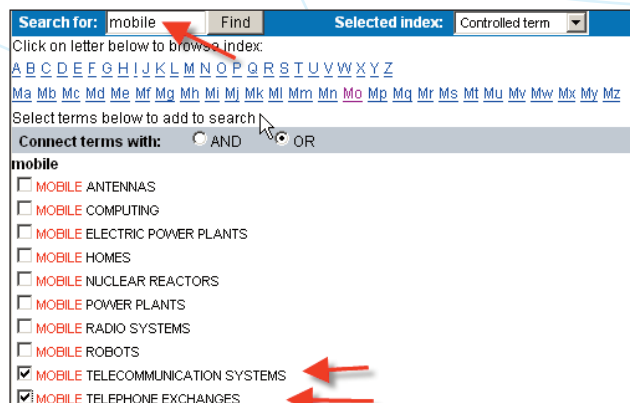 Search for: mobile Find Selected index: Controlled term
Click on letter below to browse index:
A B C D E F G H I J K L M N O P Q R S T U V W X Y Z
Ma Mb Mc Md Me Mf Mg Mh Mi Mj Mk Ml Mm Mn Mo Mp Mq Mr Ms Mt Mu Mv Mw Mx My Mz
Select terms below to add to search
Connect terms with: AND OR
mobile
MOBILE ANTENNAS
MOBILE COMPUTING
MOBILE ELECTRIC POWER PLANTS
MOBILE HOMES
MOBILE NUCLEAR REACTORS
MOBILE POWER PLANTS
MOBILE RADIO SYSTEMS
MOBILE ROBOTS
MOBILE TELECOMMUNICATION SYSTEMS
MOBILE TELEPHONE EXCHANGES